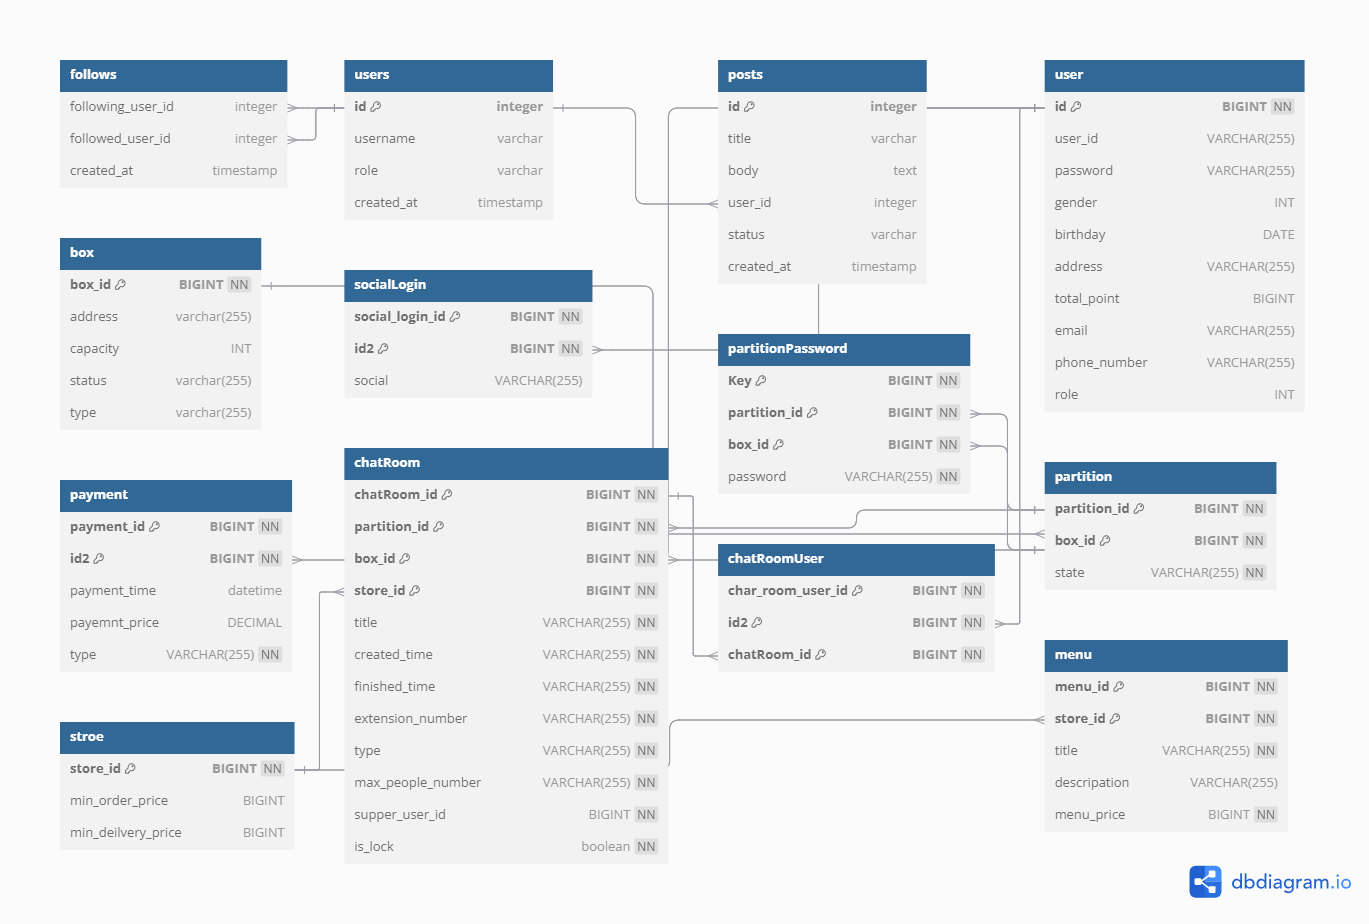 follows
following_user_id integer
followed_user_id integer
created_at timestamp
users
id integer
username varchar
role varchar
created_at timestamp
posts
id integer
title varchar
body text
user_id integer
status varchar
created_at timestamp
user
id BIGINT NN
user_id VARCHAR(255)
password VARCHAR(255)
gender INT
birthday DATE
address VARCHAR(255)
total_point BIGINT
email VARCHAR(255)
phone_number VARCHAR(255)
role INT
box
box_id BIGINT NN
address varchar(255)
capacity INT
status varchar(255)
type varchar(255)
socialLogin
social_login_id BIGINT NN
id2 BIGINT NN
social VARCHAR(255)
partitionPassword
Key BIGINT NN
partition_id BIGINT NN
box_id BIGINT NN
password VARCHAR(255) NN
chatRoom
chatRoom_id BIGINT NN
partition_id BIGINT NN
box_id BIGINT NN
store_id BIGINT NN
title VARCHAR(255) NN
created_time VARCHAR(255) NN
finished_time VARCHAR(255) NN
extension_number VARCHAR(255) NN
type VARCHAR(255) NN
max_people_number VARCHAR(255) NN
supper_user_id BIGINT NN
is_lock boolean NN
partition
partition_id BIGINT NN
box_id BIGINT NN
state VARCHAR(255) NN
payment
payment_id BIGINT NN
id2 BIGINT NN
payment_time datetime
payemnt_price DECIMAL
type VARCHAR(255) NN
chatRoomUser
char_room_user_id BIGINT NN
id2 BIGINT NN
chatRoom_id BIGINT NN
menu
menu_id BIGINT NN
store_id BIGINT NN
title VARCHAR(255) NN
descripation VARCHAR(255)
menu_price BIGINT NN
stroe
store_id BIGINT NN
min_order_price BIGINT
min_deilvery_price BIGINT
dbdiagram.io